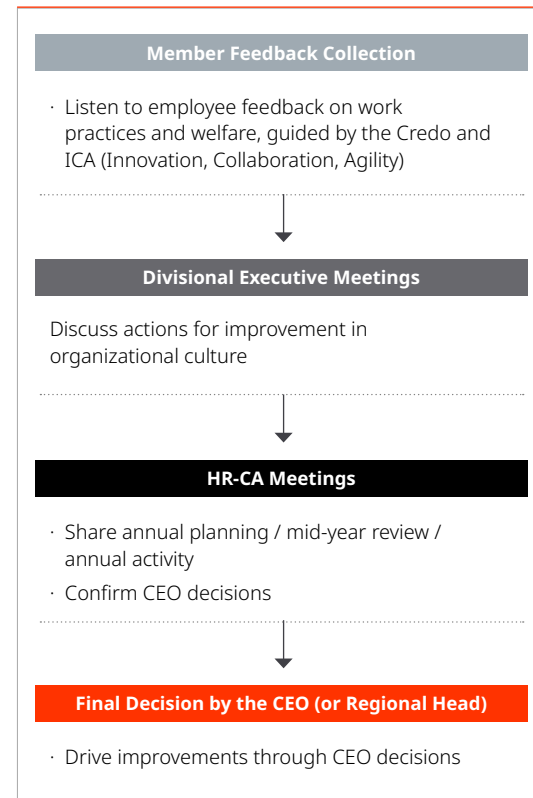 Member Feedback Collection
· Listen to employee feedback on work
practices and welfare, guided by the Credo and
ICA (Innovation, Collaboration, Agility)
Divisional Executive Meetings
Discuss actions for improvement in
organizational culture
HR-CA Meetings
· Share annual planning / mid-year review /
annual activity
· Confirm CEO decisions
Final Decision by the CEO (or Regional Head)
· Drive improvements through CEO decisions